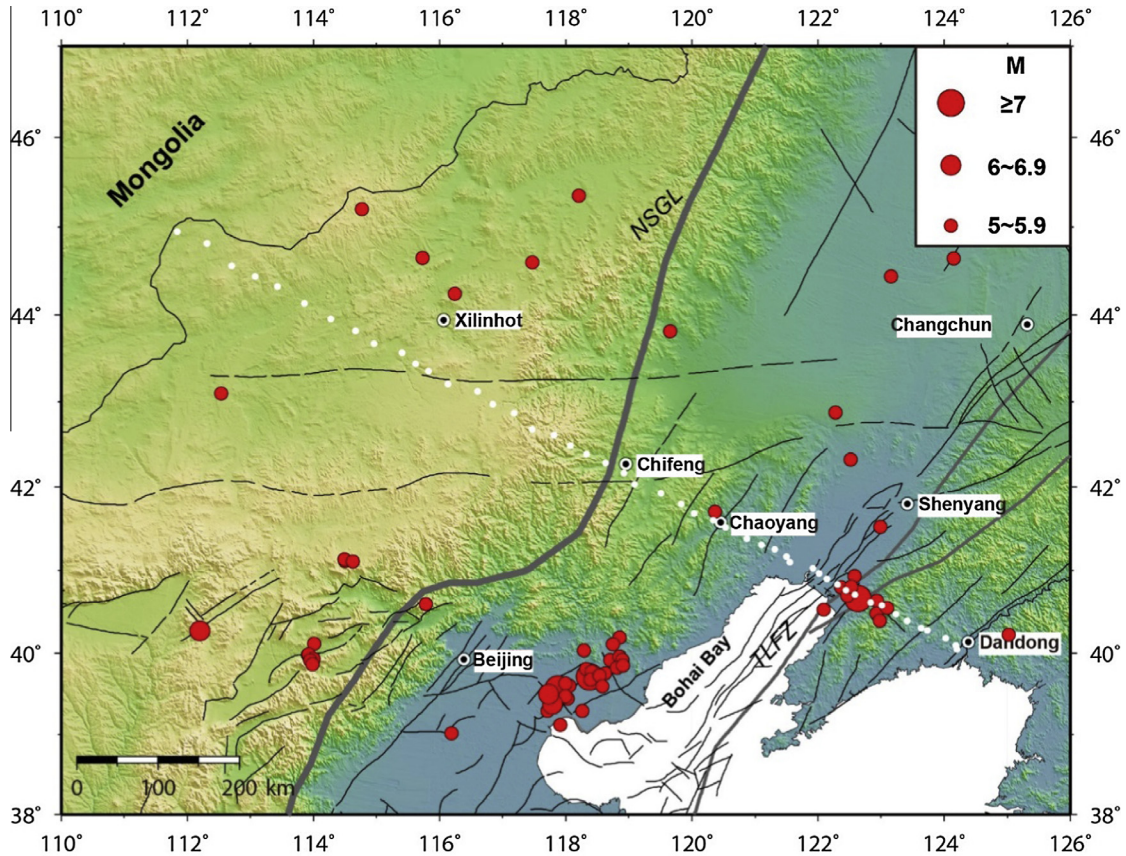 110° 112° 114° 116° 118° 120° 122° 124° 126°
M
≥7
6~6.9
5~5.9
46° 46°
Mongolia
NSGL
44° 44°
Xilinhot
Changchun
Chifeng
42° 42°
Shenyang
Chaoyang
40° 40°
Beijing
Dandong
Bohai Bay
TLFZ
0 100 200 km
38° 38°
110° 112° 114° 116° 118° 120° 122° 124° 126°